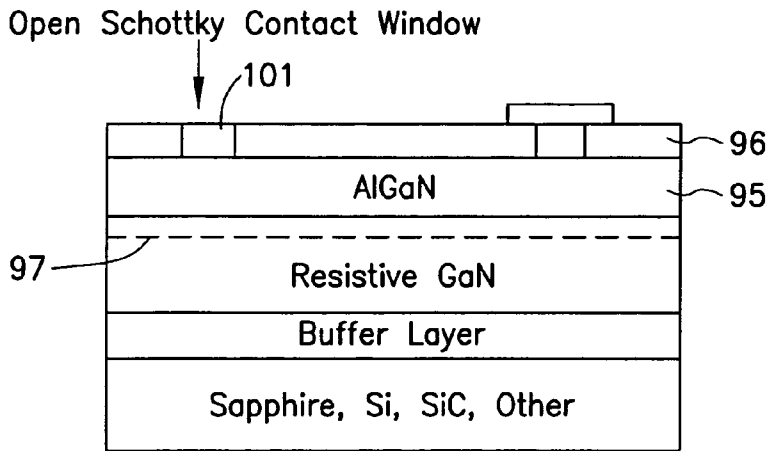 Open Schottky Contact Window
101
96
AlGaN
95
97
Resistive GaN
Buffer Layer
Sapphire, Si, SiC, Other